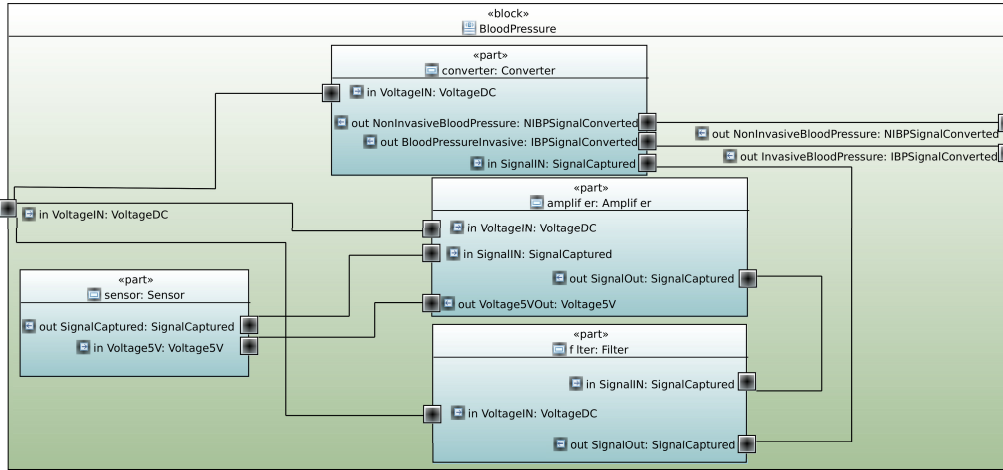 «block»
BloodPressure
«part»
converter: Converter
in VoltageIN: VoltageDC
out NonInvasiveBloodPressure: NIBPSignalConverted
out BloodPressureInvasive: IBPSignalConverted
in SignalIN: SignalCaptured
out NonInvasiveBloodPressure: NIBPSignalConverted
out InvasiveBloodPressure: IBPSignalConverted
in VoltageIN: VoltageDC
«part»
amplif er: Amplif er
in VoltageIN: VoltageDC
in SignalIN: SignalCaptured
out SignalOut: SignalCaptured
out Voltage5VOut: Voltage5V
«part»
sensor: Sensor
out SignalCaptured: SignalCaptured
in Voltage5V: Voltage5V
«part»
f lter: Filter
in SignalIN: SignalCaptured
in VoltageIN: VoltageDC
out SignalOut: SignalCaptured